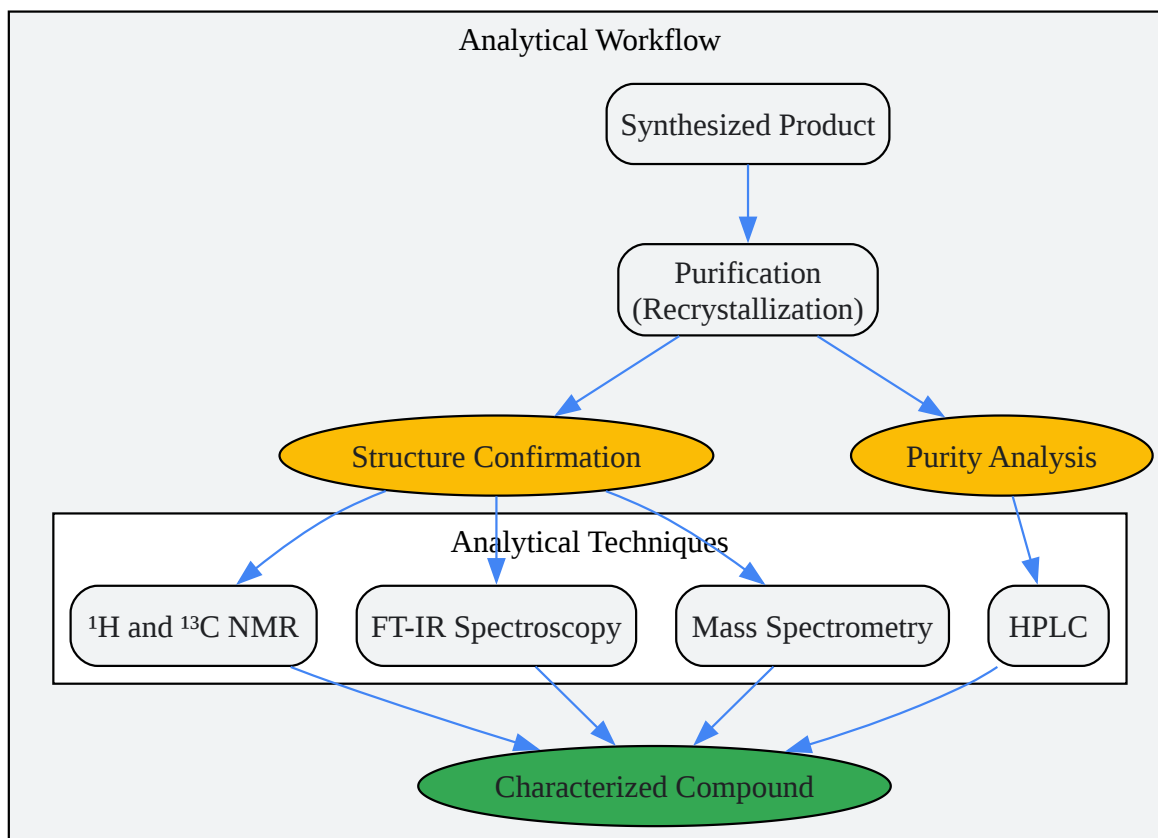 Analytical Workflow
Synthesized Product
Purification
(Recrystallization)
Structure Confirmation
Purity Analysis
Analytical Techniques
¹H and ¹³C NMR
FT-IR Spectroscopy
Mass Spectrometry
HPLC
Characterized Compound